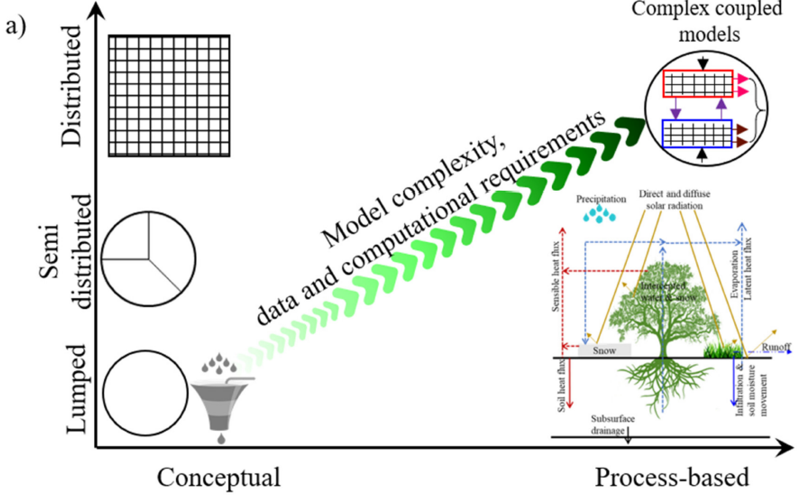 a)
Complex coupled
models
Distributed
Semi
distributed
Lumped
Model complexity,
data and computational requirements
Precipitation
Direct and diffuse
solar radiation
Sensible heat flux
Evaporation
Latent heat flux
Intercepted
water & snow
Snow
Runoff
Soil heat flux
Infiltration &
soil moisture
movement
Subsurface
drainage
Conceptual
Process-based